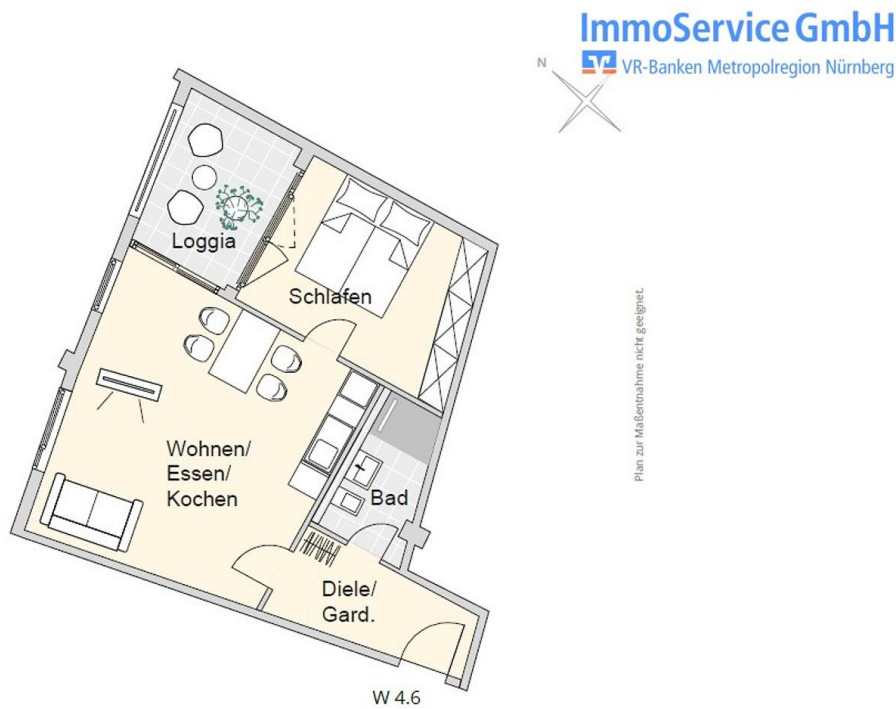 ImmoService GmbH
VR-Banken Metropolregion Nürnberg
N
Loggia
Schlafen
Plan zur Maßentnahme nicht geeignet.
Wohnen/
Essen/
Kochen
Bad
Diele/
Gard.
W 4.6